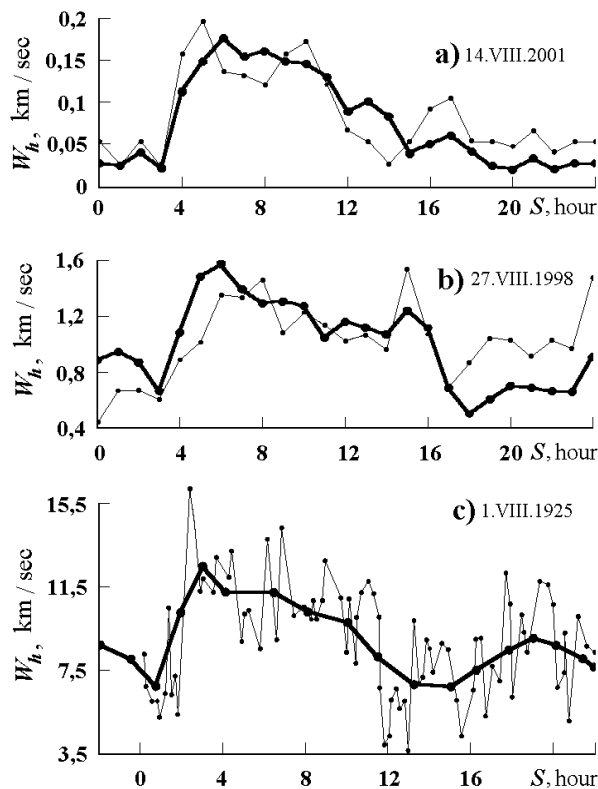 0,2
a) 14.VIII.2001
0,15
0,1
0,05
0
W_h, km / sec
0 4 8 12 16 20 S, hour
1,6
b) 27.VIII.1998
1,2
0,8
0,4
W_h, km / sec
0 4 8 12 16 20 S, hour
15,5
c) 1.VIII.1925
11,5
7,5
3,5
W_h, km / sec
0 4 8 12 16 20 S, hour